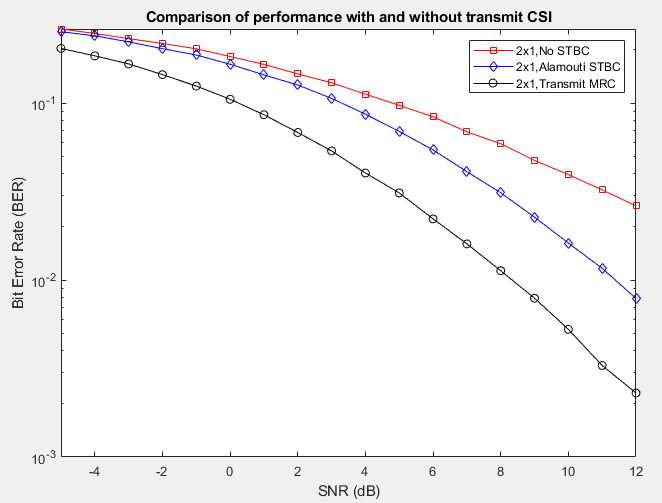 Comparison of performance with and without transmit CSI
2x1,No STBC
2x1,Alamouti STBC
2x1,Transmit MRC
Bit Error Rate (BER)
10-1
10-2
10-3
-4 -2 0 2 4 6 8 10 12
SNR (dB)